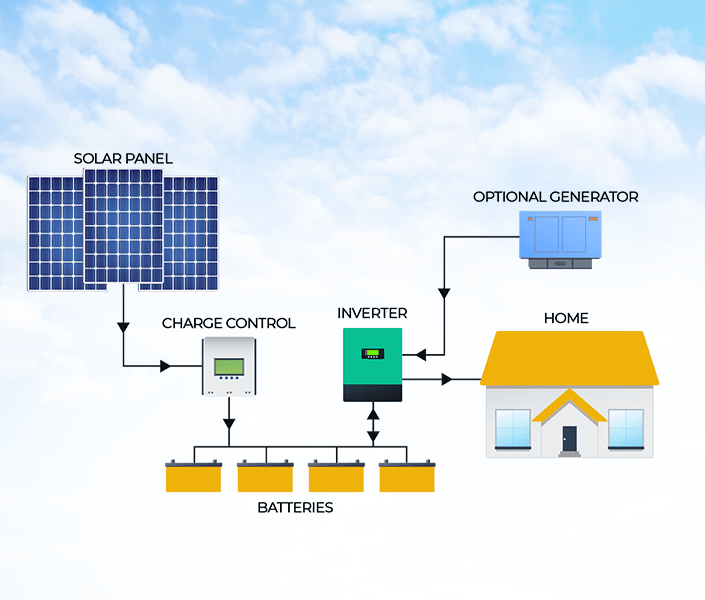 SOLAR PANEL
OPTIONAL GENERATOR
INVERTER
HOME
CHARGE CONTROL
BATTERIES